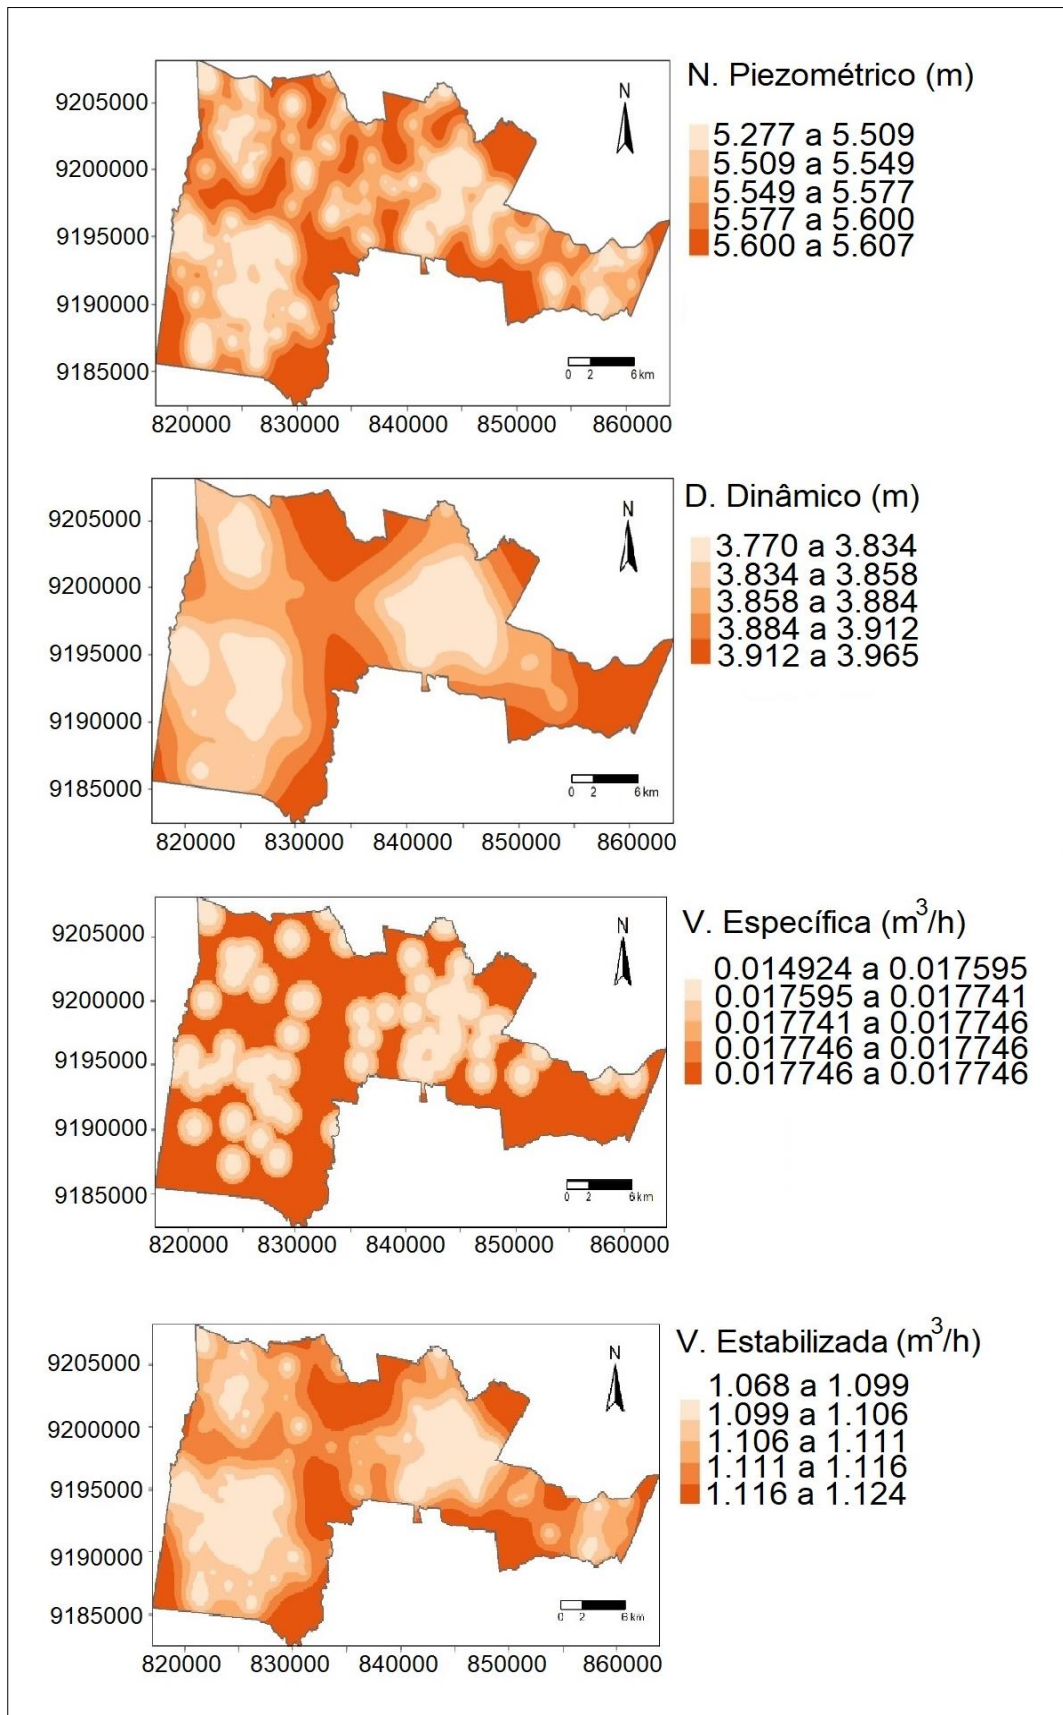 N. Piezométrico (m)
N
9205000
9200000
9195000
9190000
9185000
5.277 a 5.509
5.509 a 5.549
5.549 a 5.577
5.577 a 5.600
5.600 a 5.607
0 2 6 km
820000 830000 840000 850000 860000
D. Dinâmico (m)
N
9205000
9200000
9195000
9190000
9185000
3.770 a 3.834
3.834 a 3.858
3.858 a 3.884
3.884 a 3.912
3.912 a 3.965
0 2 6 km
820000 830000 840000 850000 860000
V. Específica (m³/h)
N
9205000
9200000
9195000
9190000
9185000
0.014924 a 0.017595
0.017595 a 0.017741
0.017741 a 0.017746
0.017746 a 0.017746
0.017746 a 0.017746
0 2 6 km
820000 830000 840000 850000 860000
V. Estabilizada (m³/h)
N
9205000
9200000
9195000
9190000
9185000
1.068 a 1.099
1.099 a 1.106
1.106 a 1.111
1.111 a 1.116
1.116 a 1.124
0 2 6 km
820000 830000 840000 850000 860000